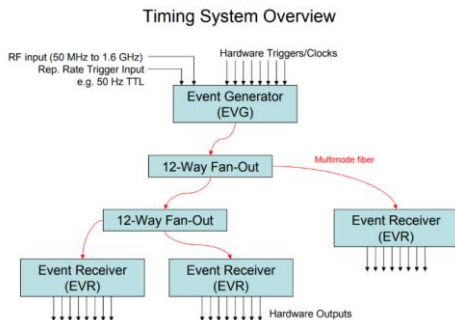 Timing System Overview
RF input (50 MHz to 1.6 GHz)
Rep. Rate Trigger Input
e.g. 50 Hz TTL
Hardware Triggers/Clocks
Event Generator
(EVG)
12-Way Fan-Out
Multimode fiber
12-Way Fan-Out
Event Receiver
(EVR)
Event Receiver
(EVR)
Event Receiver
(EVR)
Hardware Outputs